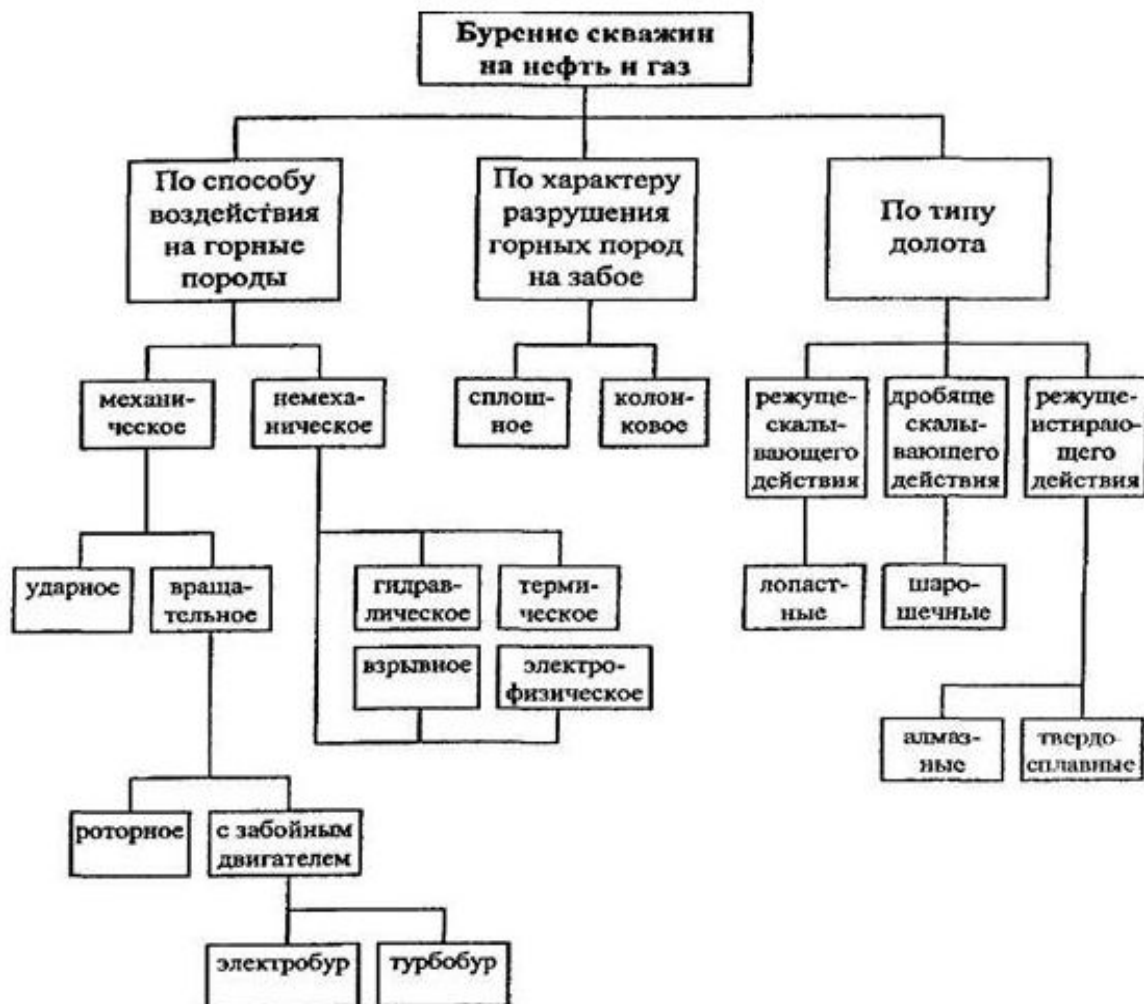 Бурение скважин
на нефть и газ
По способу
воздействия
на горные
породы
По характеру
разрушения
горных пород
на забое
По типу
долота
механи-
ческое
немеха-
ническое
сплош-
ное
колон-
ковое
режуще-
скалы-
вающего
действия
дробяще
скалы-
вающего
действия
режуще-
истираю-
щего
действия
ударное
враща-
тельное
гидрав-
лическое
терми-
ческое
взрывное
электро-
физическое
лопаст-
ные
шаро-
шечные
алмаз-
ные
твердо-
сплавные
роторное
с забойным
двигателем
электробур
турбобур